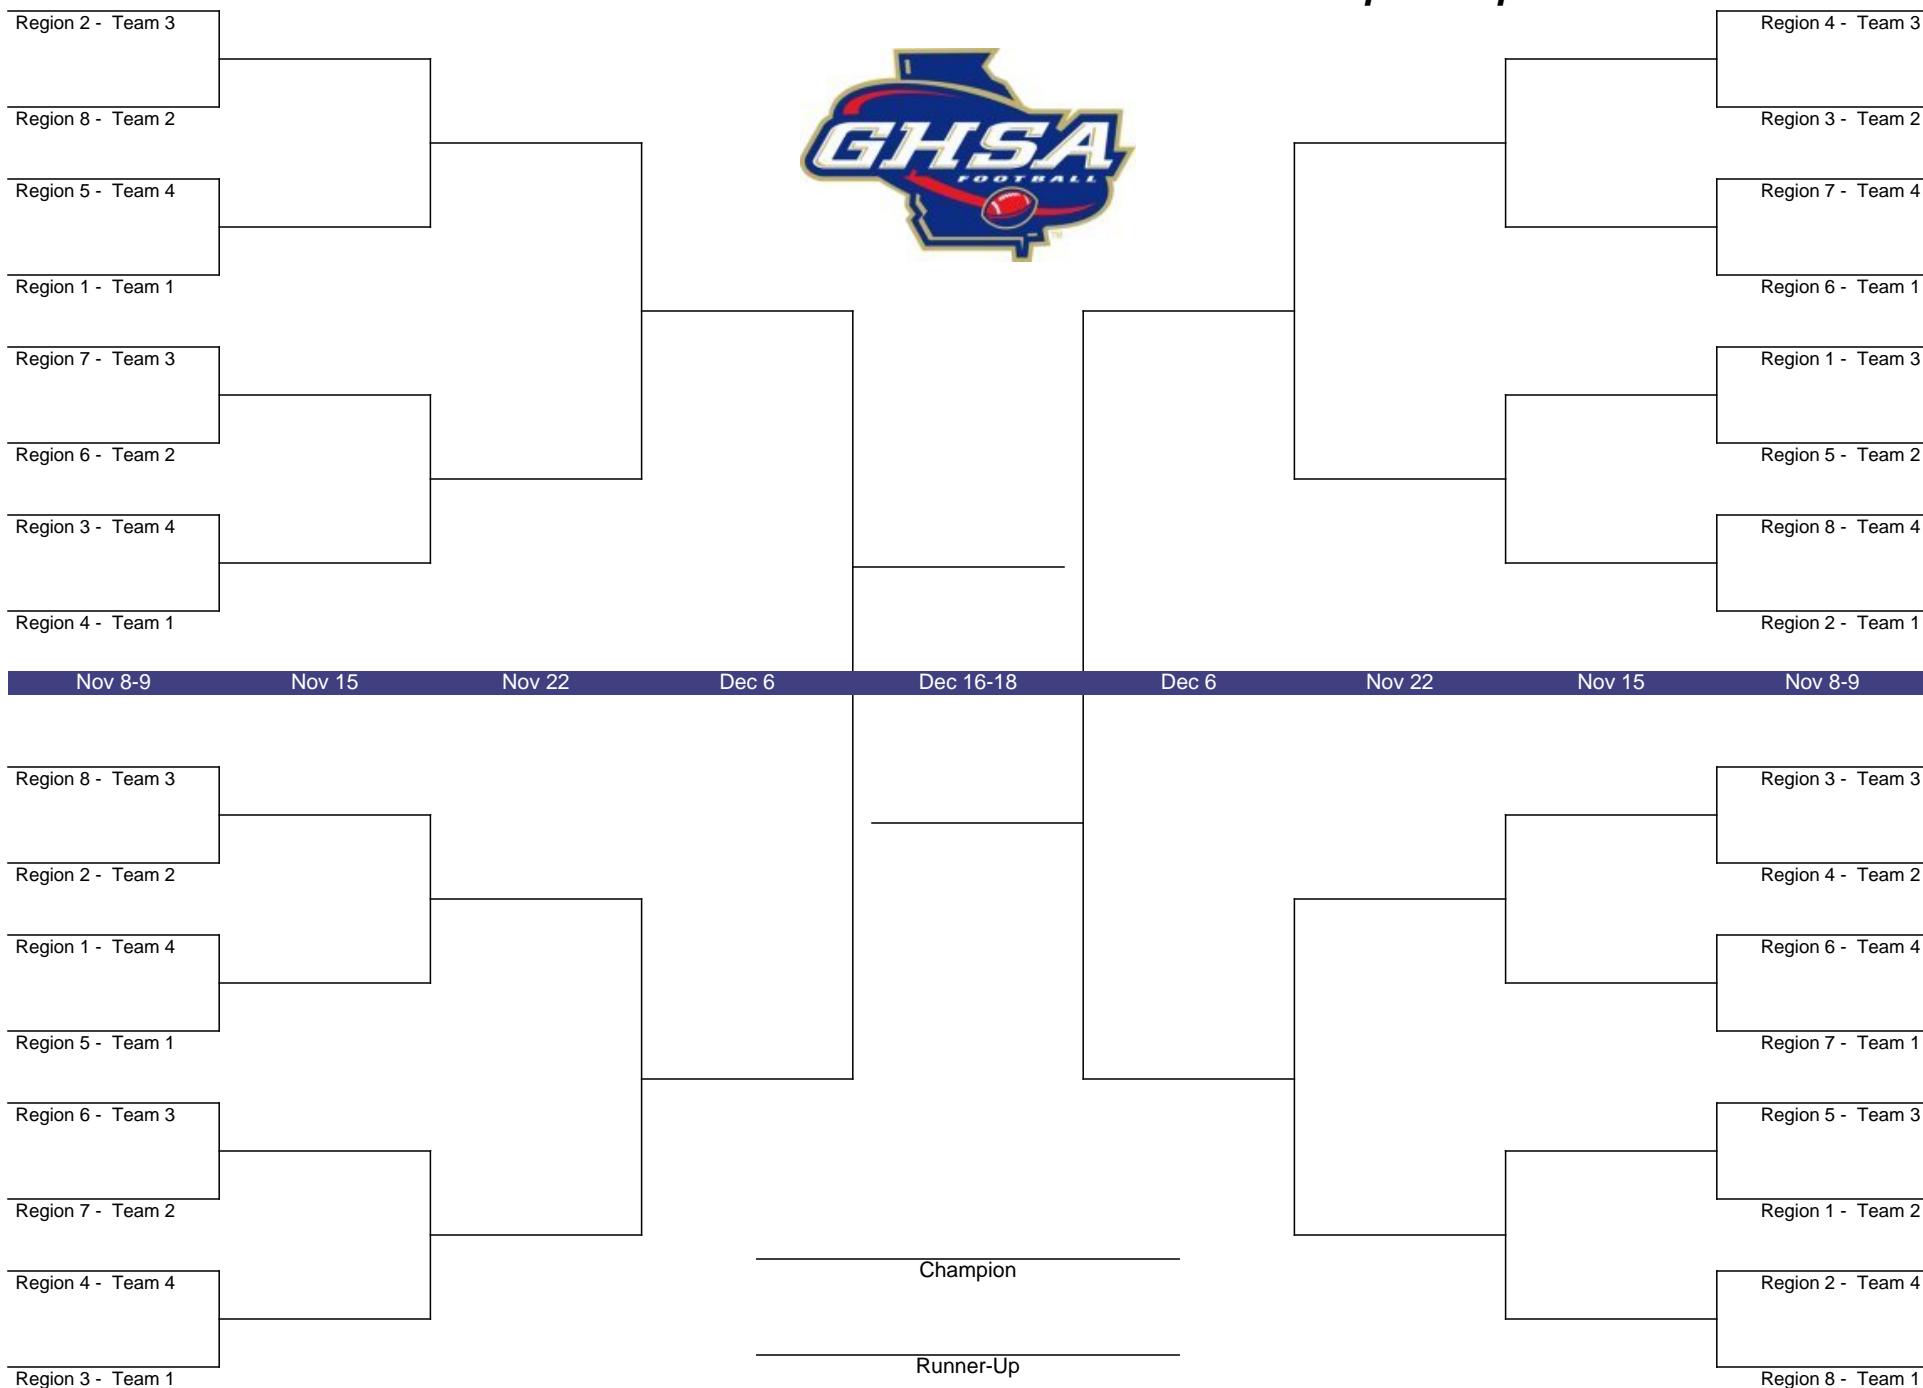 Region 2 - Team 3
Region 4 - Team 3
GHSA
FOOTBALL
TM
Region 8 - Team 2
Region 3 - Team 2
Region 5 - Team 4
Region 7 - Team 4
Region 1 - Team 1
Region 6 - Team 1
Region 7 - Team 3
Region 1 - Team 3
Region 6 - Team 2
Region 5 - Team 2
Region 3 - Team 4
Region 8 - Team 4
Region 4 - Team 1
Region 2 - Team 1
Nov 8-9 Nov 15 Nov 22 Dec 6 Dec 16-18 Dec 6 Nov 22 Nov 15 Nov 8-9
Region 8 - Team 3
Region 3 - Team 3
Region 2 - Team 2
Region 4 - Team 2
Region 1 - Team 4
Region 6 - Team 4
Region 5 - Team 1
Region 7 - Team 1
Region 6 - Team 3
Region 5 - Team 3
Region 7 - Team 2
Region 1 - Team 2
Champion
Region 4 - Team 4
Region 2 - Team 4
Runner-Up
Region 3 - Team 1
Region 8 - Team 1